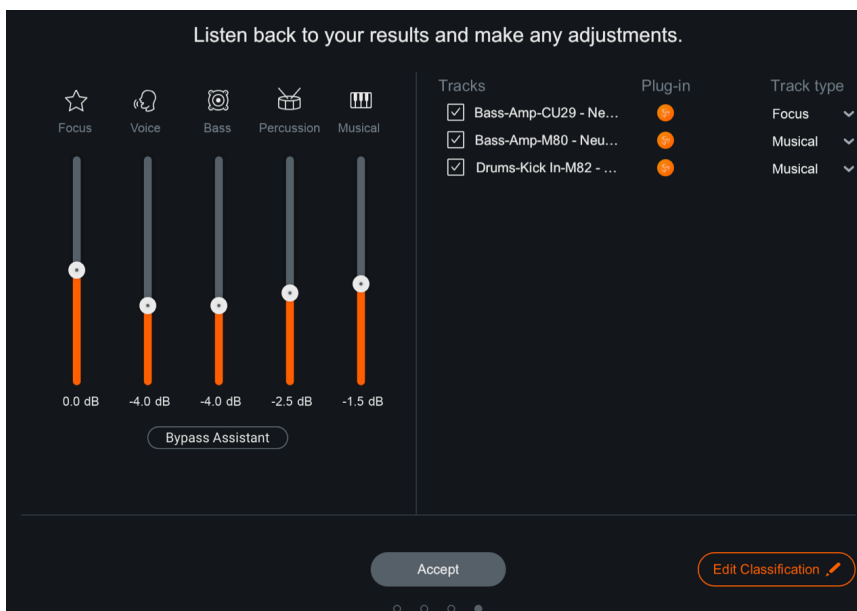 Listen back to your results and make any adjustments.
Focus Voice Bass Percussion Musical
0.0 dB -4.0 dB -4.0 dB -2.5 dB -1.5 dB
Bypass Assistant
Tracks Plug-in Track type
Bass-Amp-CU29 - Ne... Focus
Bass-Amp-M80 - Neu... Musical
Drums-Kick In-M82 - ... Musical
Accept
Edit Classification